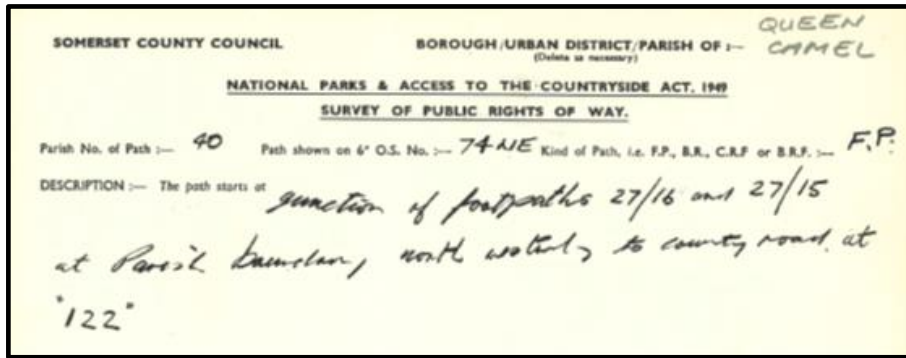 QUEEN
SOMERSET COUNTY COUNCIL BOROUGH/URBAN DISTRICT/PARISH OF :— CAMEL
(Delete as necessary)
NATIONAL PARKS & ACCESS TO THE COUNTRYSIDE ACT, 1949
SURVEY OF PUBLIC RIGHTS OF WAY.
Parish No. of Path :— 40 Path shown on 6" O.S. No. :— 74 NE Kind of Path, i.e. F.P., B.R., C.R.F or B.R.F. :— F.P.
DESCRIPTION :— The path starts at junction of footpaths 27/16 and 27/15
at Parish boundary north westerly to county road at
"122"